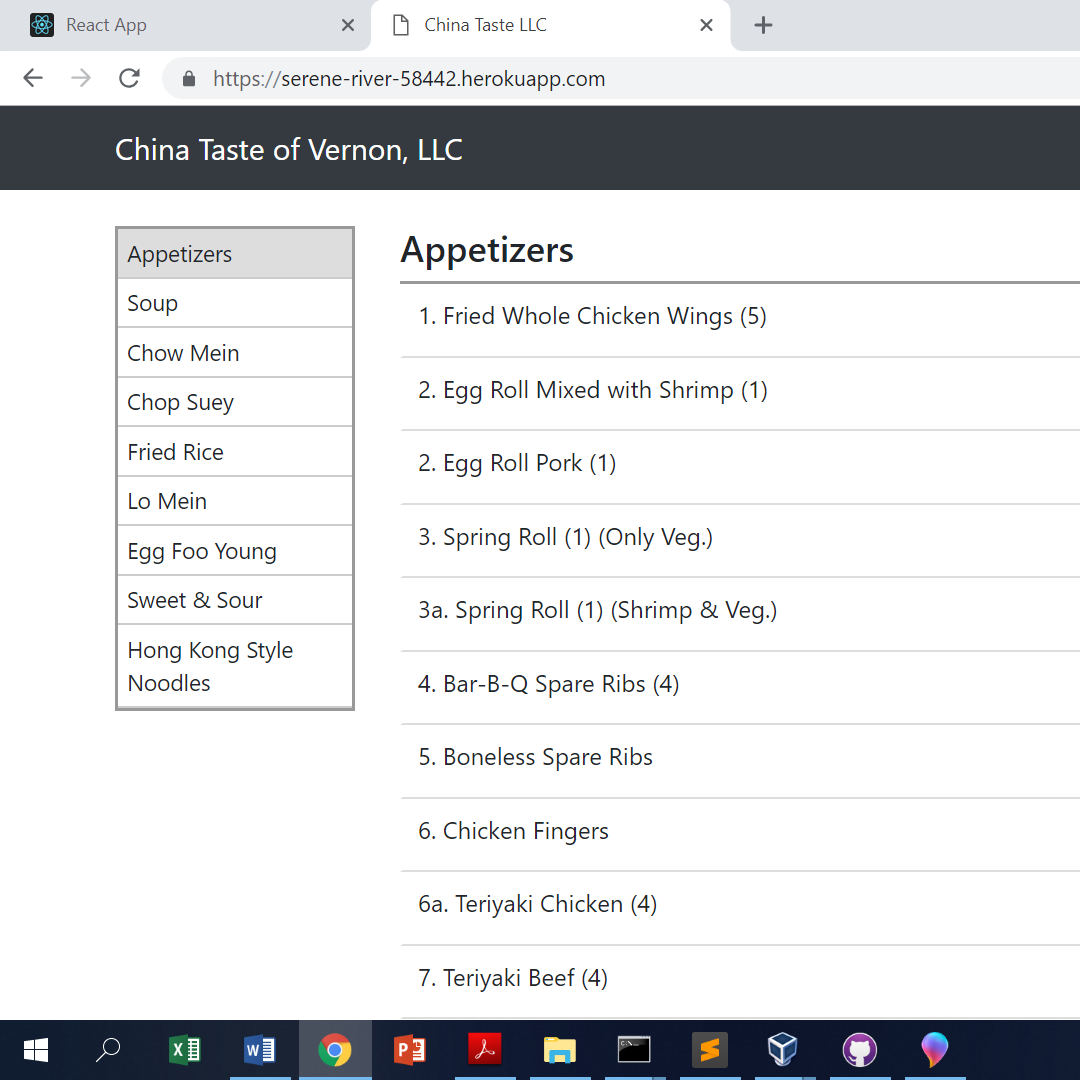 React App
China Taste LLC
https://serene-river-58442.herokuapp.com
China Taste of Vernon, LLC
Appetizers
Soup
Chow Mein
Chop Suey
Fried Rice
Lo Mein
Egg Foo Young
Sweet & Sour
Hong Kong Style
Noodles
Appetizers
1. Fried Whole Chicken Wings (5)
2. Egg Roll Mixed with Shrimp (1)
2. Egg Roll Pork (1)
3. Spring Roll (1) (Only Veg.)
3a. Spring Roll (1) (Shrimp & Veg.)
4. Bar-B-Q Spare Ribs (4)
5. Boneless Spare Ribs
6. Chicken Fingers
6a. Teriyaki Chicken (4)
7. Teriyaki Beef (4)